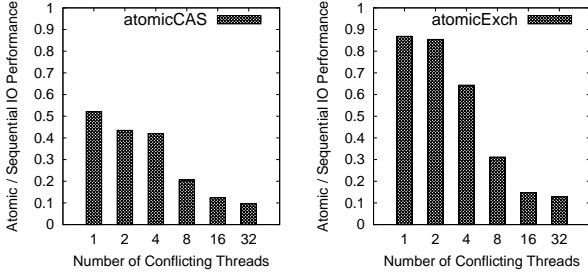 Atomic / Sequential IO Performance
1
0.9
0.8
0.7
0.6
0.5
0.4
0.3
0.2
0.1
0
atomicCAS
1 2 4 8 16 32
Number of Conflicting Threads
Atomic / Sequential IO Performance
1
0.9
0.8
0.7
0.6
0.5
0.4
0.3
0.2
0.1
0
atomicExch
1 2 4 8 16 32
Number of Conflicting Threads